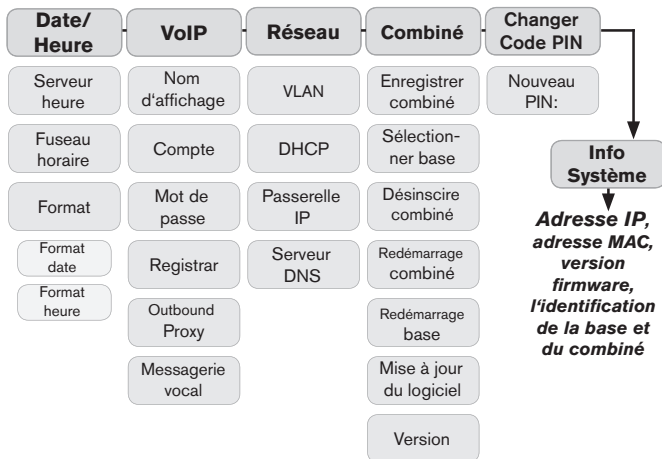 Date/
Heure
VoIP
Réseau
Combiné
Changer
Code PIN
Serveur
heure
Fuseau
horaire
Format
Format
date
Format
heure
Nom
d‘affichage
Compte
Mot de
passe
Registrar
Outbound
Proxy
Messagerie
vocal
VLAN
DHCP
Passerelle
IP
Serveur
DNS
Enregistrer
combiné
Sélection-
ner base
Désinscire
combiné
Redémarrage
combiné
Redémarrage
base
Mise à jour
du logiciel
Version
Nouveau
PIN:
Info
Système
Adresse IP,
adresse MAC,
version
firmware,
l‘identification
de la base et
du combiné